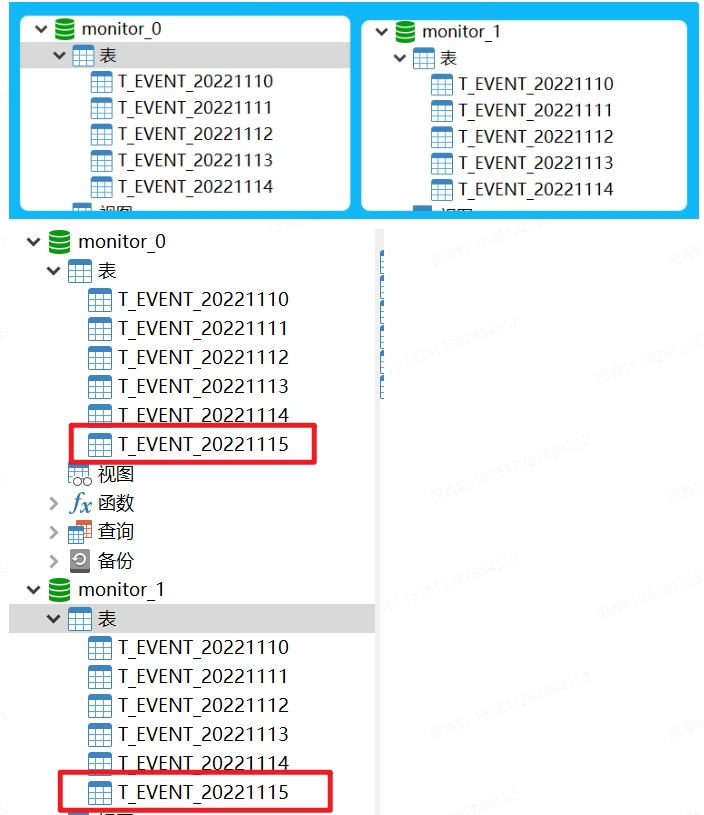 monitor_0
表
T_EVENT_20221110
T_EVENT_20221111
T_EVENT_20221112
T_EVENT_20221113
T_EVENT_20221114
视图
monitor_1
表
T_EVENT_20221110
T_EVENT_20221111
T_EVENT_20221112
T_EVENT_20221113
T_EVENT_20221114
monitor_0
表
T_EVENT_20221110
T_EVENT_20221111
T_EVENT_20221112
T_EVENT_20221113
T_EVENT_20221114
T_EVENT_20221115
视图
fx 函数
查询
备份
monitor_1
表
T_EVENT_20221110
T_EVENT_20221111
T_EVENT_20221112
T_EVENT_20221113
T_EVENT_20221114
T_EVENT_20221115